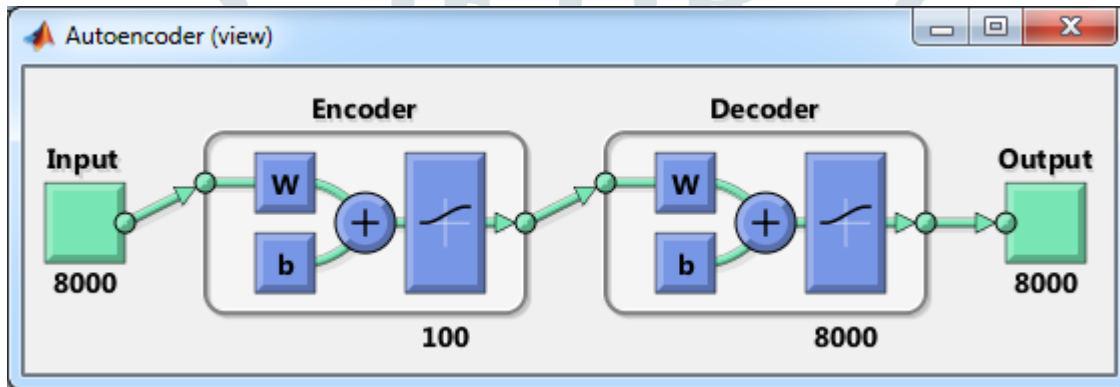 Autoencoder (view)
Encoder
Decoder
Input
Output
W
+
b
W
+
b
8000
8000
100
8000